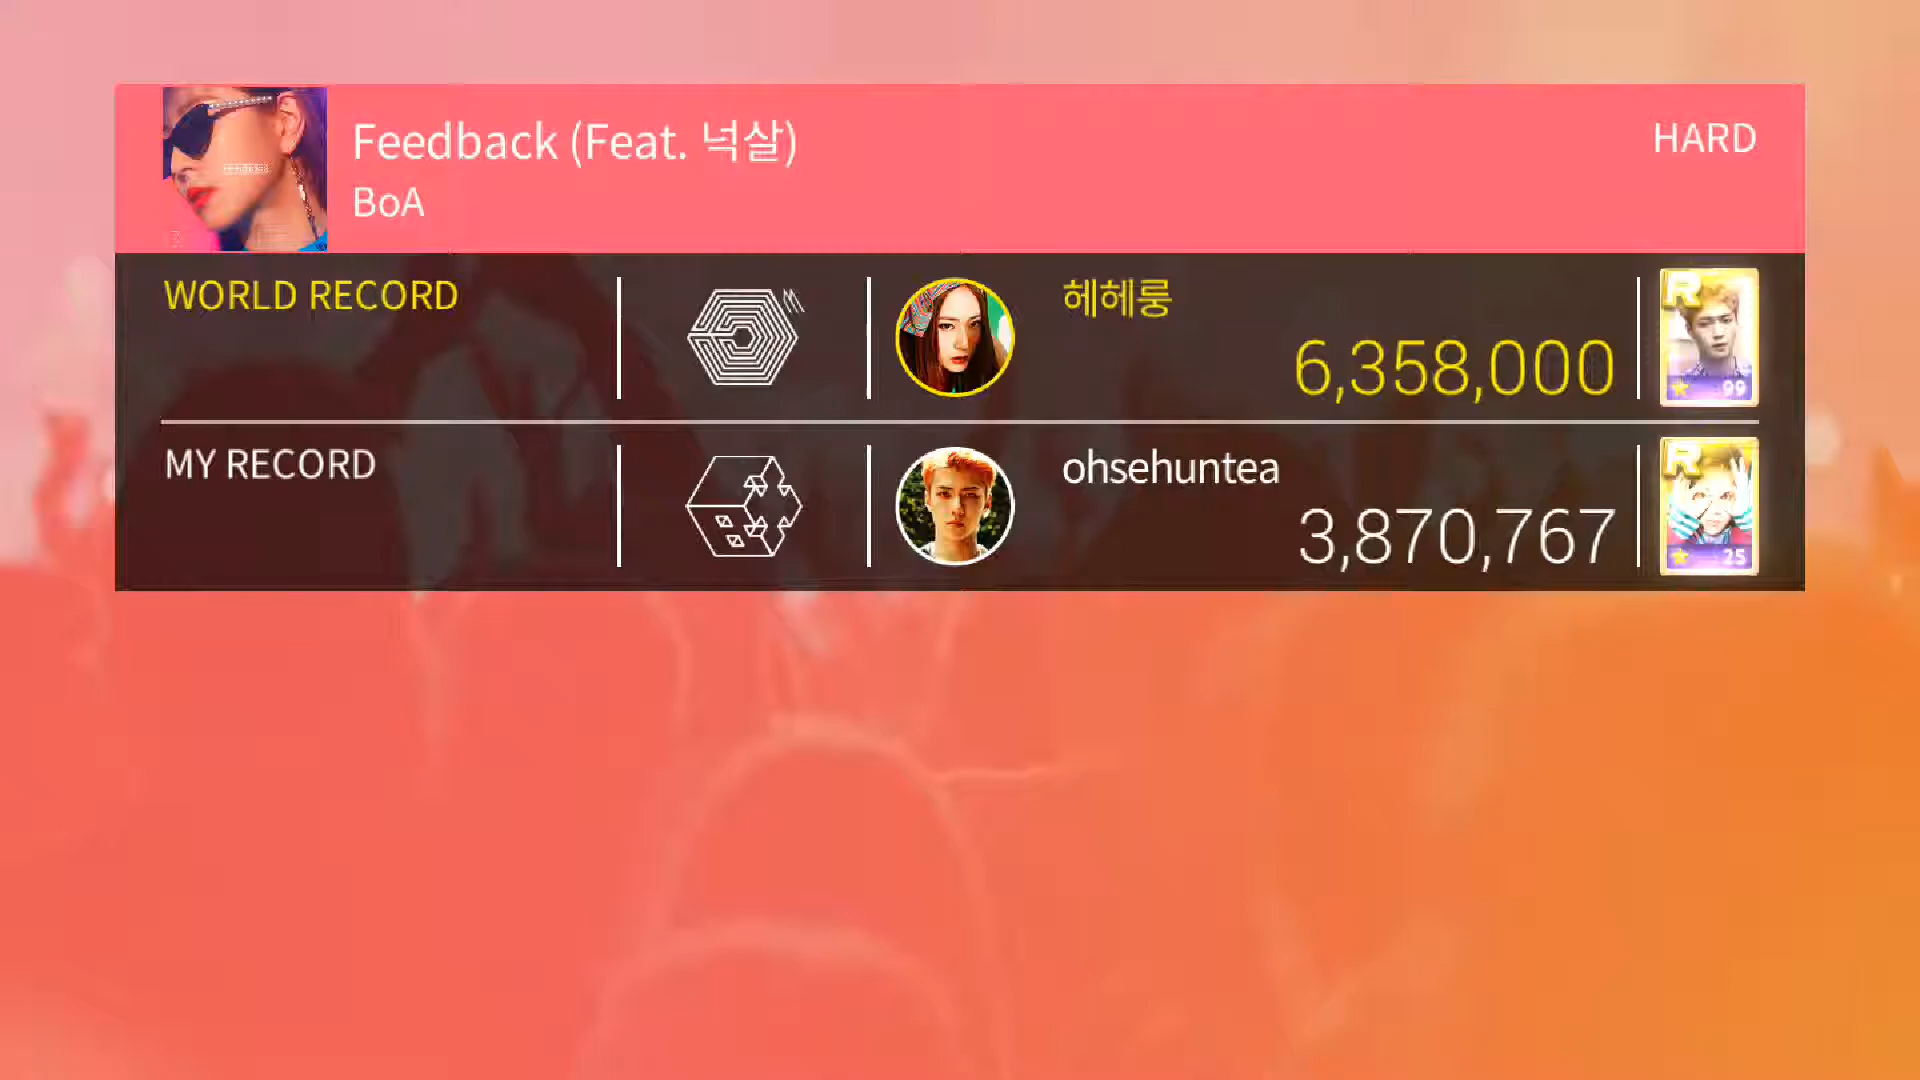 Feedback (Feat. 넉살)
HARD
BoA
WORLD RECORD
헤헤룽
6,358,000
R
99
MY RECORD
ohsehuntea
3,870,767
R
25